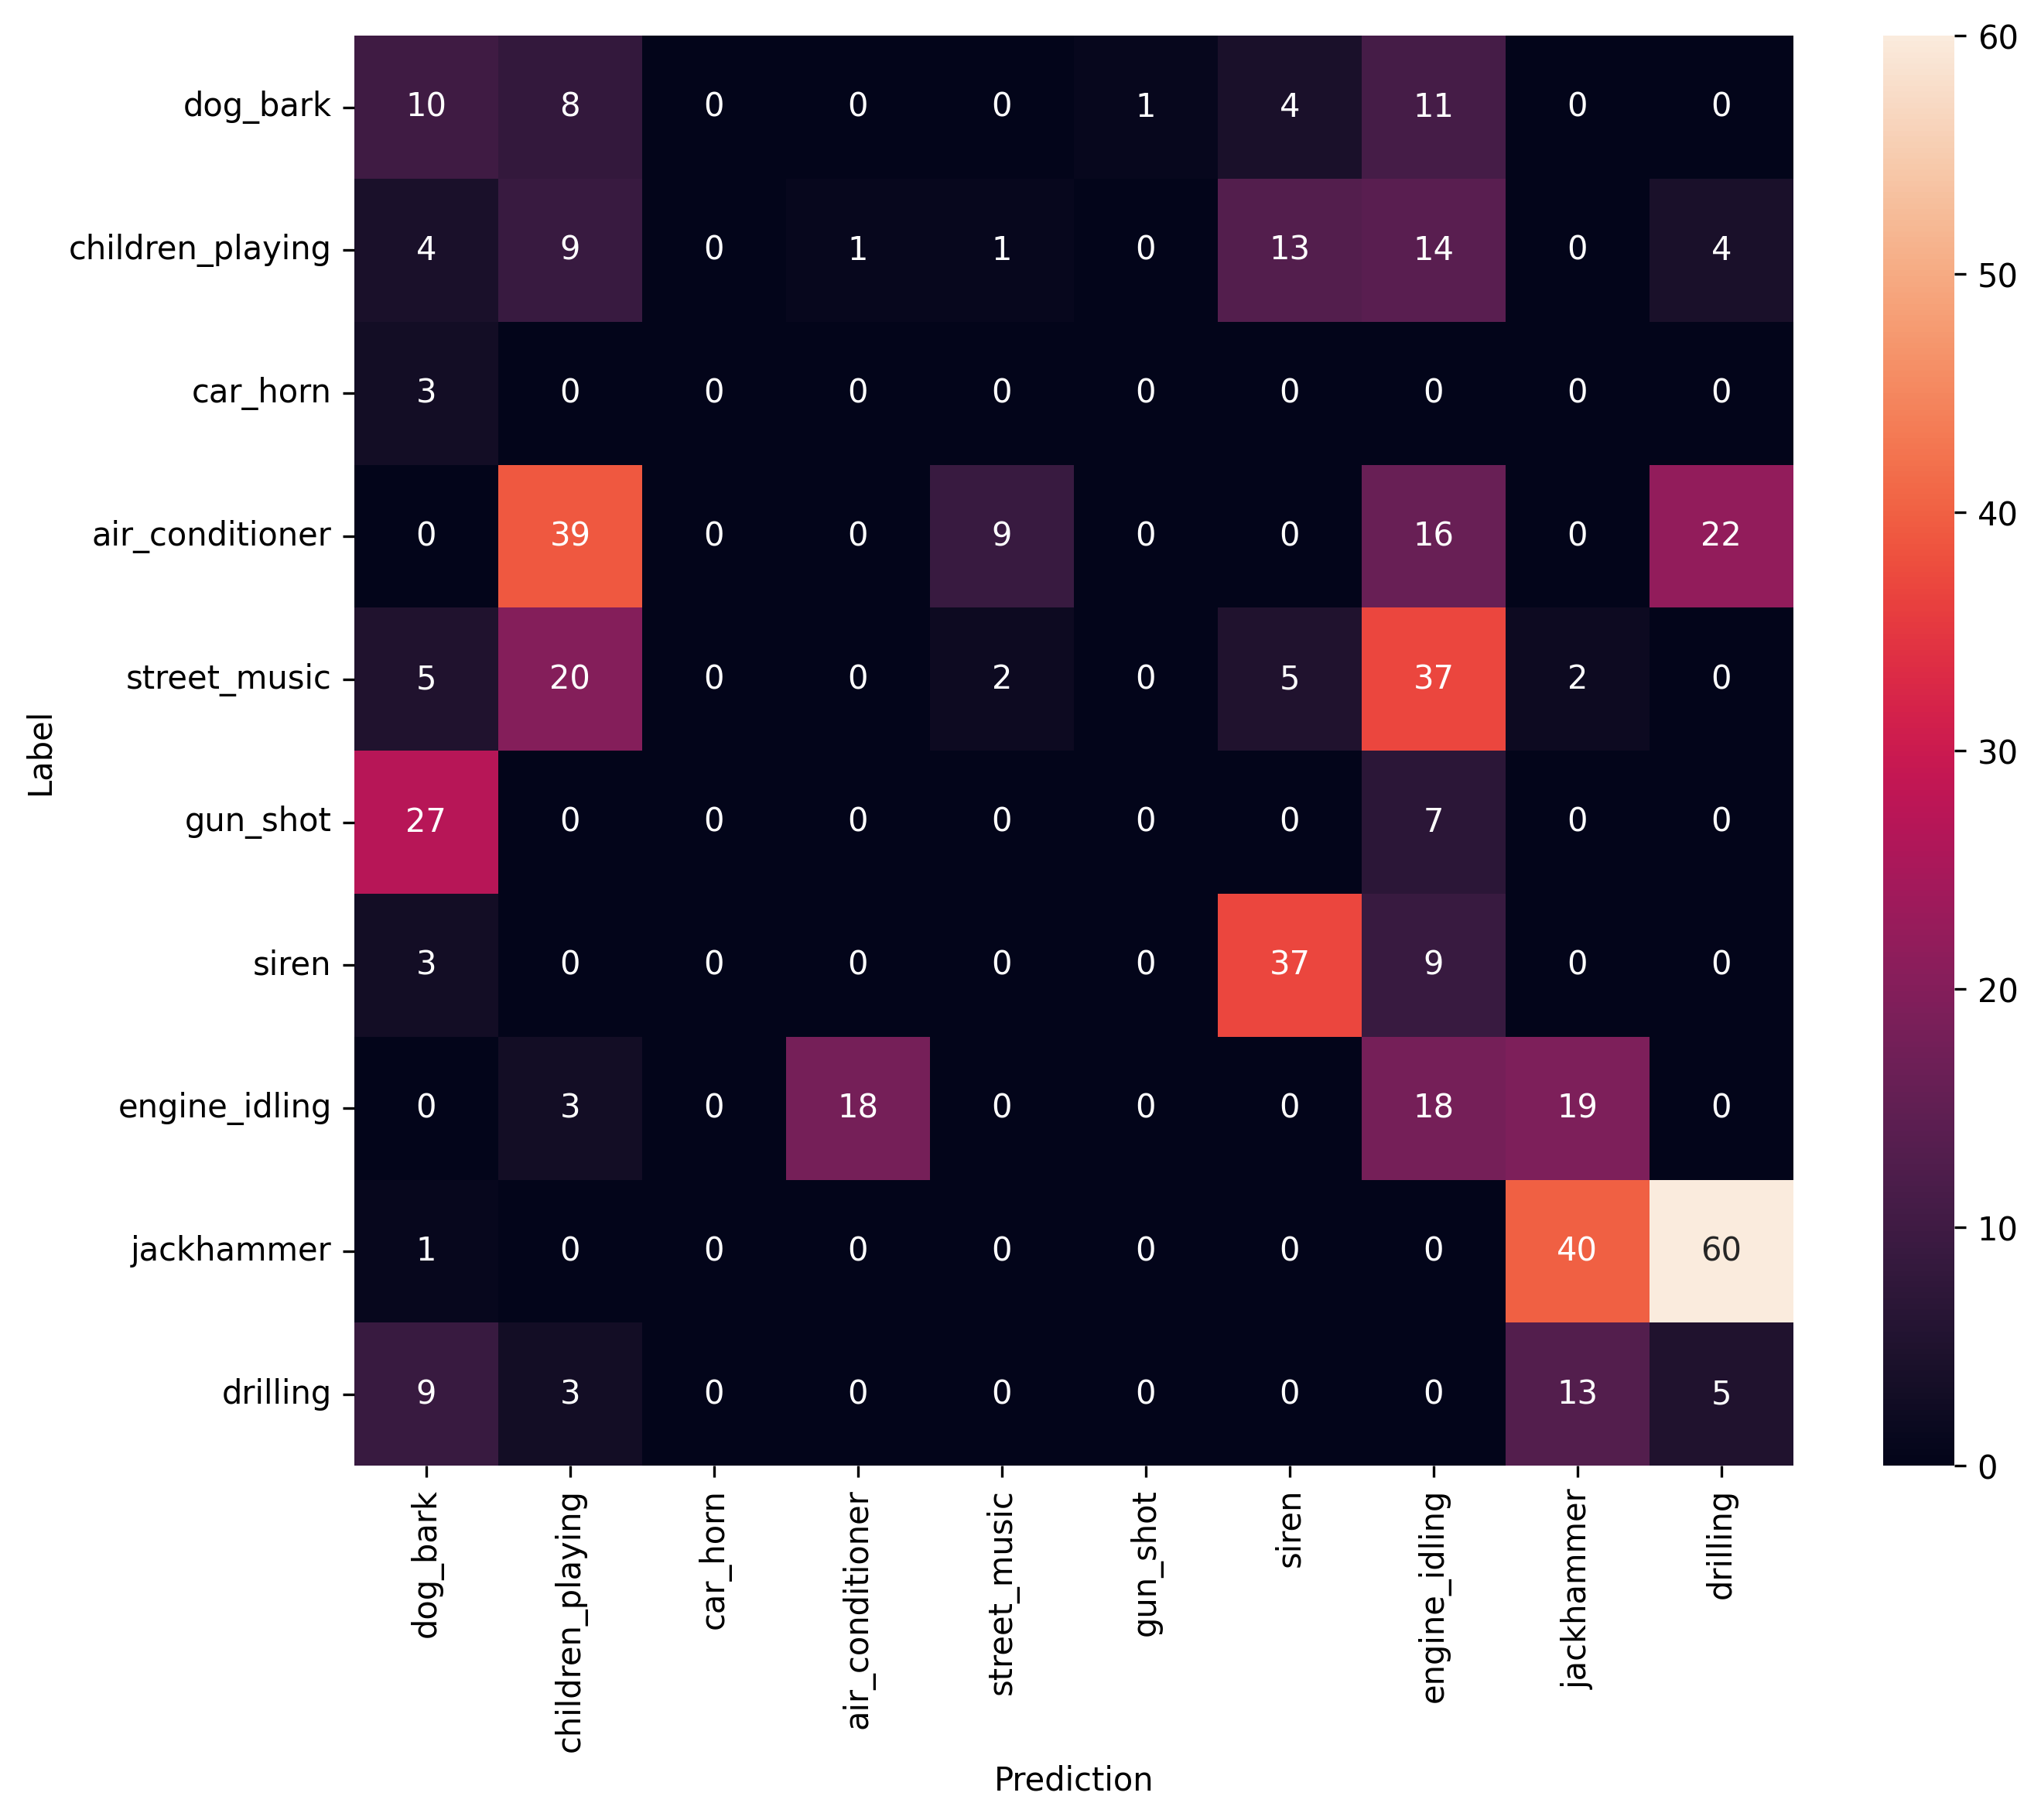 dog_bark 10 8 0 0 0 1 4 11 0 0
children_playing 4 9 0 1 1 0 13 14 0 4
car_horn 3 0 0 0 0 0 0 0 0 0
air_conditioner 0 39 0 0 9 0 0 16 0 22
street_music 5 20 0 0 2 0 5 37 2 0
gun_shot 27 0 0 0 0 0 0 7 0 0
siren 3 0 0 0 0 0 37 9 0 0
engine_idling 0 3 0 18 0 0 0 18 19 0
jackhammer 1 0 0 0 0 0 0 0 40 60
drilling 9 3 0 0 0 0 0 0 13 5
Label
dog_bark
children_playing
car_horn
air_conditioner
street_music
gun_shot
siren
engine_idling
jackhammer
drilling
Prediction
60
50
40
30
20
10
0